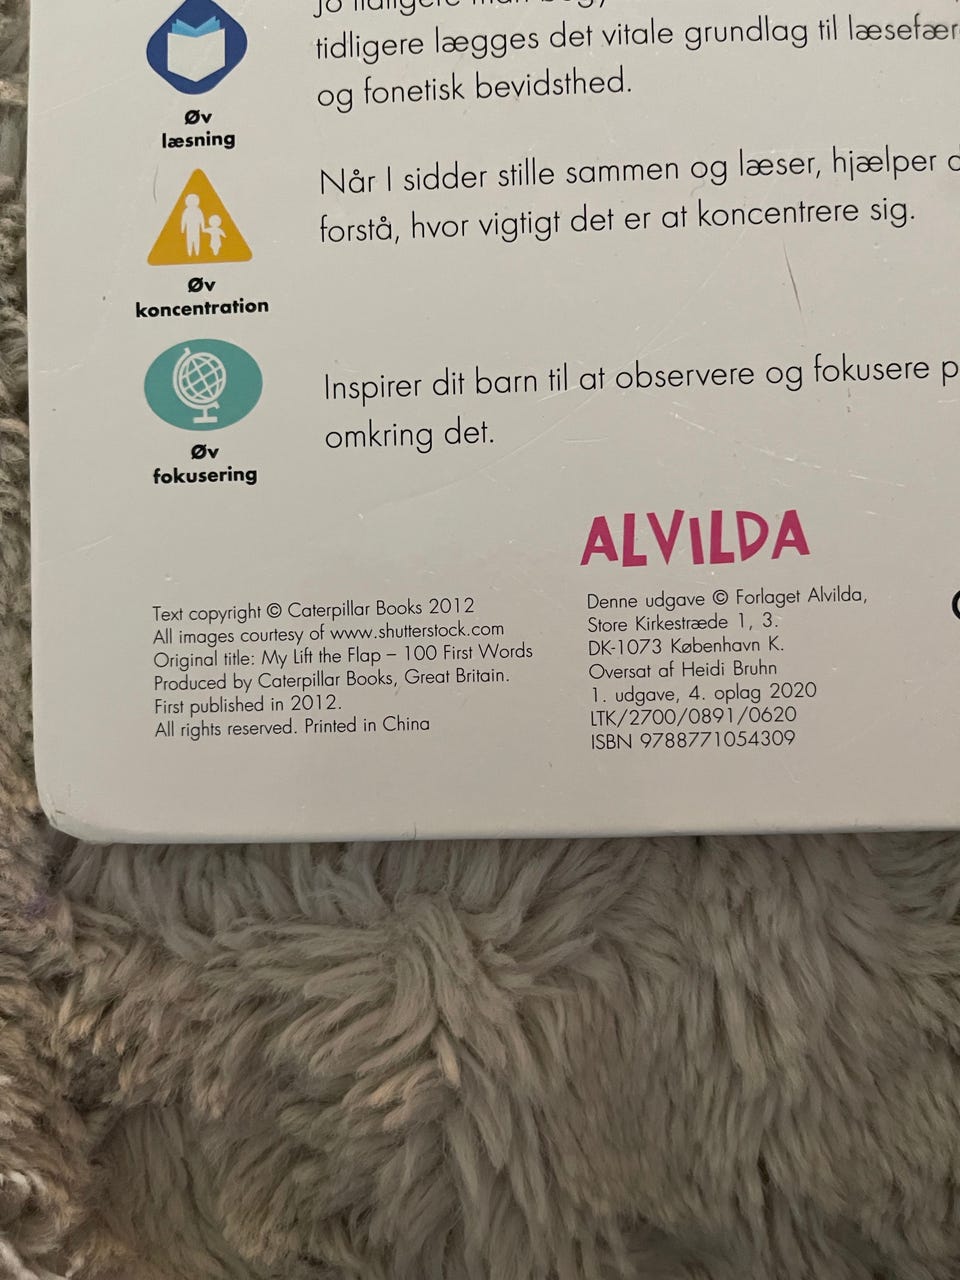 tidligere lægges det vitale grundlag til
og fonetisk bevidsthed.
Øv
læsning
Når I sidder stille sammen og læser, hjælper
forstå, hvor vigtigt det er at koncentrere sig.
Øv
koncentration
Inspirer dit barn til at observere og fokusere
omkring det.
Øv
fokusering
ALVILDA
Text copyright © Caterpillar Books 2012
All images courtesy of www.shutterstock.com
Original title: My Lift the Flap – 100 First Words
Produced by Caterpillar Books, Great Britain.
First published in 2012.
All rights reserved. Printed in China
Denne udgave © Forlaget Alvilda,
Store Kirkestræde 1, 3.
DK-1073 København K.
Oversat af Heidi Bruhn
1. udgave, 4. oplag 2020
LTK/2700/0891/0620
ISBN 9788771054309